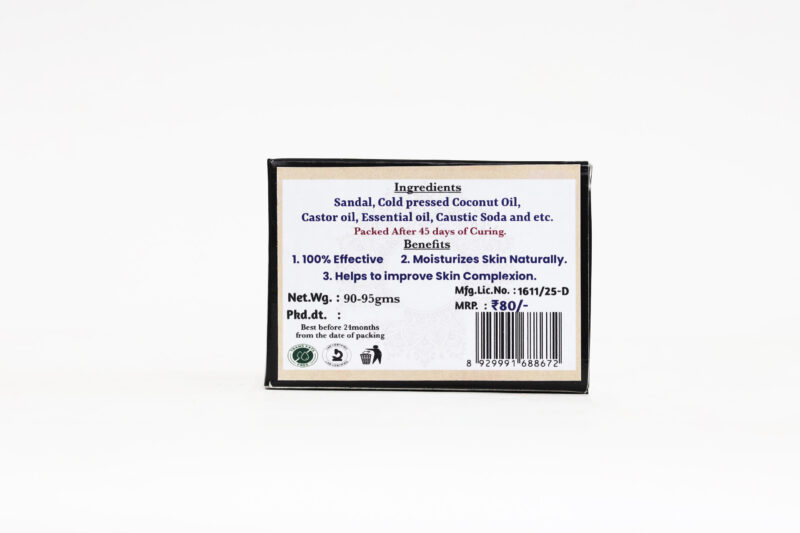 Ingredients
Sandal, Cold pressed Coconut Oil,
Castor oil, Essential oil, Caustic Soda and etc.
Packed After 45 days of Curing.
Benefits
1. 100% Effective 2. Moisturizes Skin Naturally.
3. Helps to improve Skin Complexion.
Net.Wg. : 90-95gms
Mfg.Lic.No. : 1611/25-D
MRP. : ₹80/-
Pkd.dt. :
Best before 24months
from the date of packing
8 929991 688672